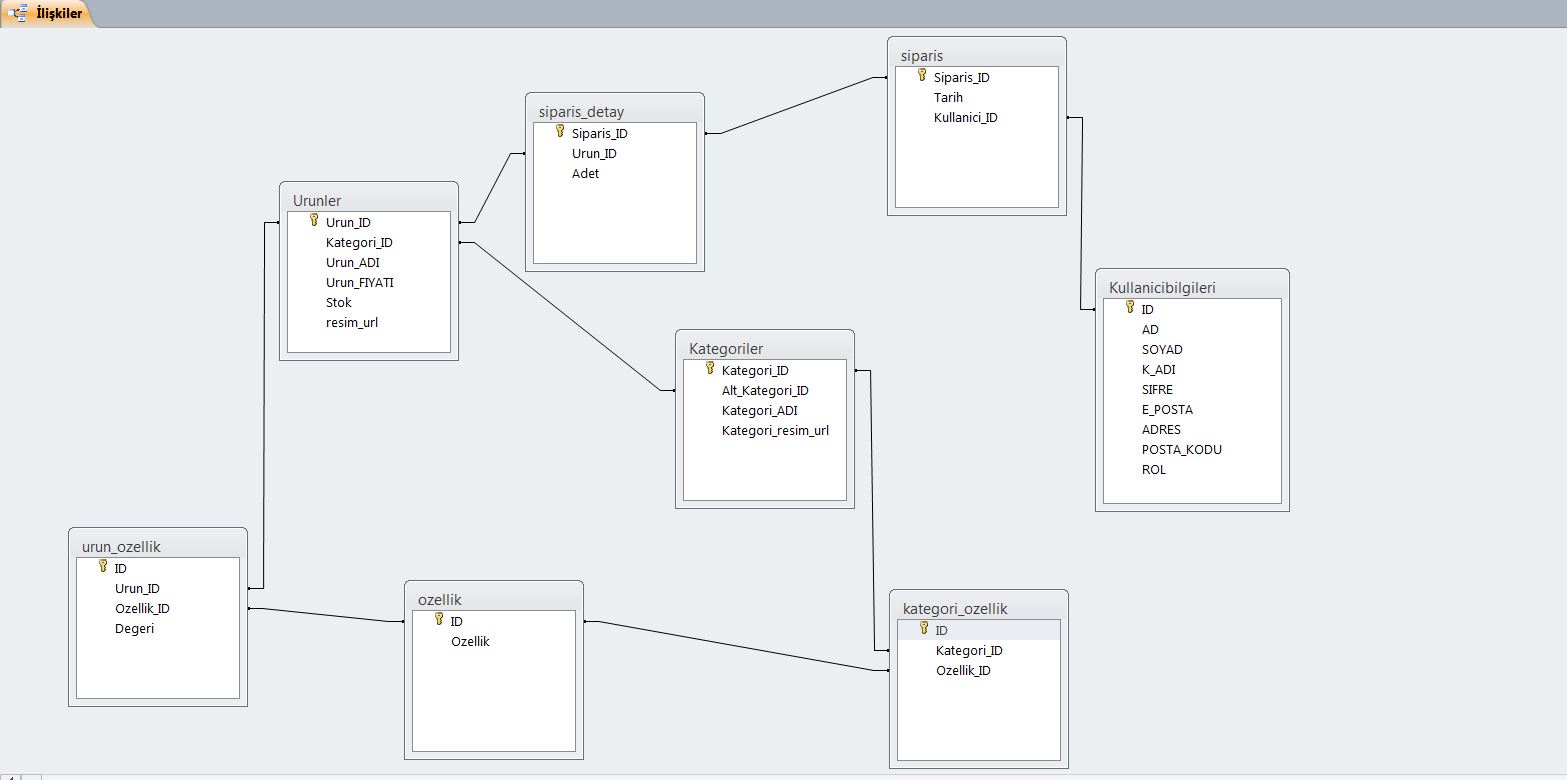 İlişkiler
siparis
Siparis_ID
Tarih
Kullanici_ID
siparis_detay
Siparis_ID
Urun_ID
Adet
Urunler
Urun_ID
Kategori_ID
Urun_ADI
Urun_FIYATI
Stok
resim_url
Kullanicibilgileri
ID
AD
SOYAD
K_ADI
SIFRE
E_POSTA
ADRES
POSTA_KODU
ROL
Kategoriler
Kategori_ID
Alt_Kategori_ID
Kategori_ADI
Kategori_resim_url
urun_ozellik
ID
Urun_ID
Ozellik_ID
Degeri
ozellik
ID
Ozellik
kategori_ozellik
ID
Kategori_ID
Ozellik_ID